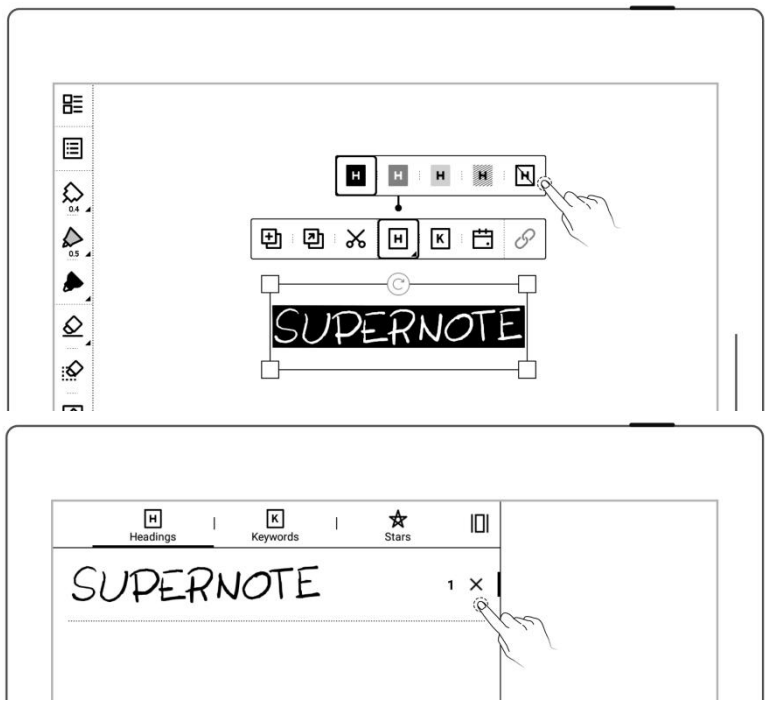 H H H H H
H K
SUPERNOTE
0.4
0.5
H K
Headings | Keywords | Stars
SUPERNOTE 1 ×